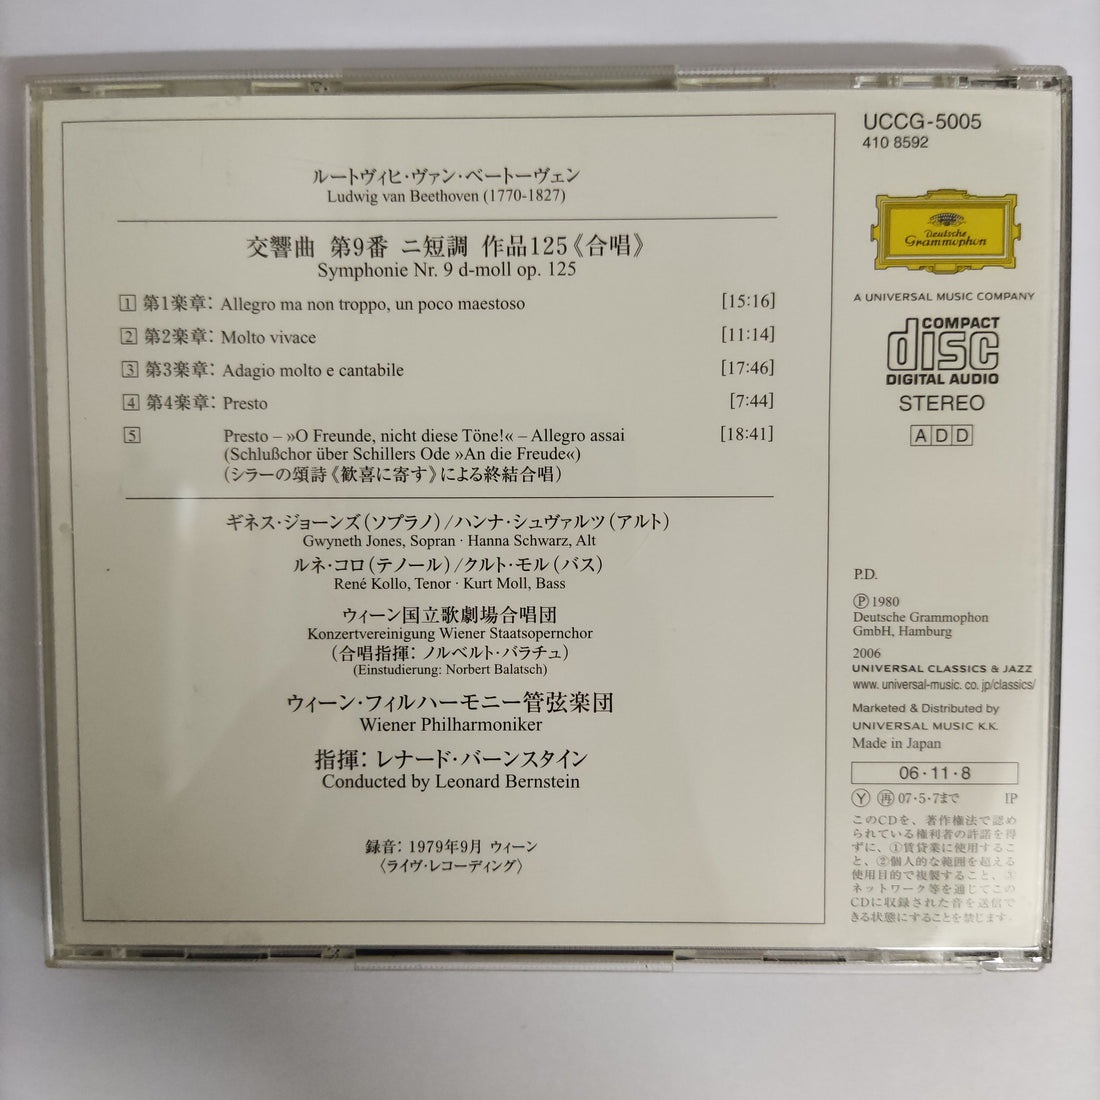 ルートヴィヒ・ヴァン・ベートーヴェン
Ludwig van Beethoven (1770-1827)
交響曲 第9番 ニ短調 作品125《合唱》
Symphonie Nr. 9 d-moll op. 125
1 第1楽章: Allegro ma non troppo, un poco maestoso [15:16]
2 第2楽章: Molto vivace [11:14]
3 第3楽章: Adagio molto e cantabile [17:46]
4 第4楽章: Presto [7:44]
5 Presto – »O Freunde, nicht diese Töne!« – Allegro assai [18:41]
(Schlußchor über Schillers Ode »An die Freude«)
(シラーの頌詩《歓喜に寄す》による終結合唱)
ギネス・ジョーンズ(ソプラノ)/ハンナ・シュヴァルツ(アルト)
Gwyneth Jones, Sopran · Hanna Schwarz, Alt
ルネ・コロ(テノール)/クルト・モル(バス)
René Kollo, Tenor · Kurt Moll, Bass
ウィーン国立歌劇場合唱団
Konzertvereinigung Wiener Staatsopernchor
(合唱指揮: ノルベルト・バラチュ)
(Einstudierung: Norbert Balatsch)
ウィーン・フィルハーモニー管弦楽団
Wiener Philharmoniker
指揮: レナード・バーンスタイン
Conducted by Leonard Bernstein
録音: 1979年9月 ウィーン
〈ライヴ・レコーディング〉
UCCG-5005
410 8592
Deutsche
Grammophon
A UNIVERSAL MUSIC COMPANY
COMPACT
disc
DIGITAL AUDIO
STEREO
ADD
P.D.
Ⓟ 1980
Deutsche Grammophon
GmbH, Hamburg
2006
UNIVERSAL CLASSICS & JAZZ
www. universal-music. co. jp/classics/
Marketed & Distributed by
UNIVERSAL MUSIC K.K.
Made in Japan
06・11・8
Ⓨ ㊢ 07・5・7まで IP
このCDを、著作権法で認め
られている権利者の許諾を得
ずに、①賃貸業に使用するこ
と、②個人的な範囲を超える
使用目的で複製すること、③
ネットワーク等を通じてこの
CDに収録された音を送信で
きる状態にすることを禁じます。